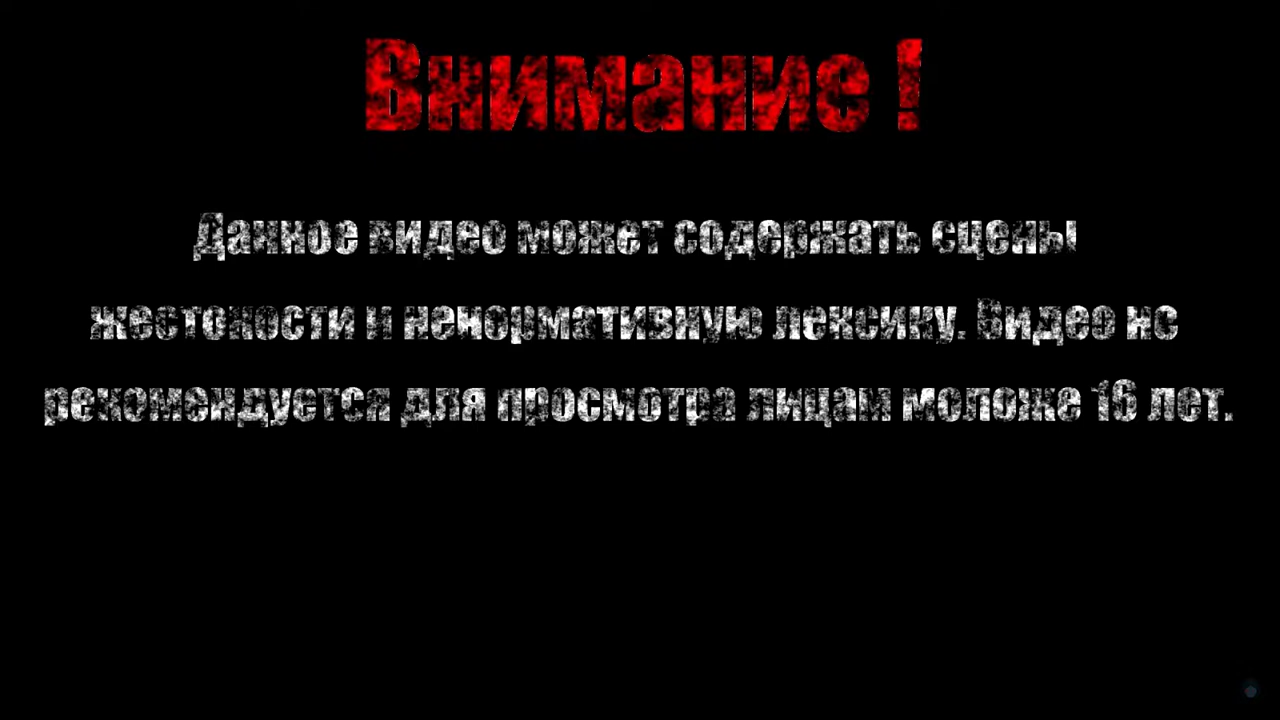 Внимание !
Данное видео может содержать сцены
жестокости и ненормативную лексику. Видео не
рекомендуется для просмотра лицам моложе 16 лет.